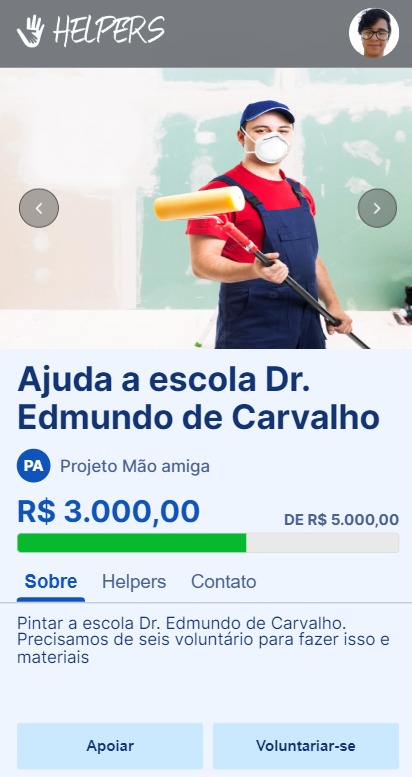 HELPERS
Ajuda a escola Dr.
Edmundo de Carvalho
PA Projeto Mão amiga
R$ 3.000,00 DE R$ 5.000,00
Sobre Helpers Contato
Pintar a escola Dr. Edmundo de Carvalho.
Precisamos de seis voluntário para fazer isso e
materiais
Apoiar Voluntariar-se